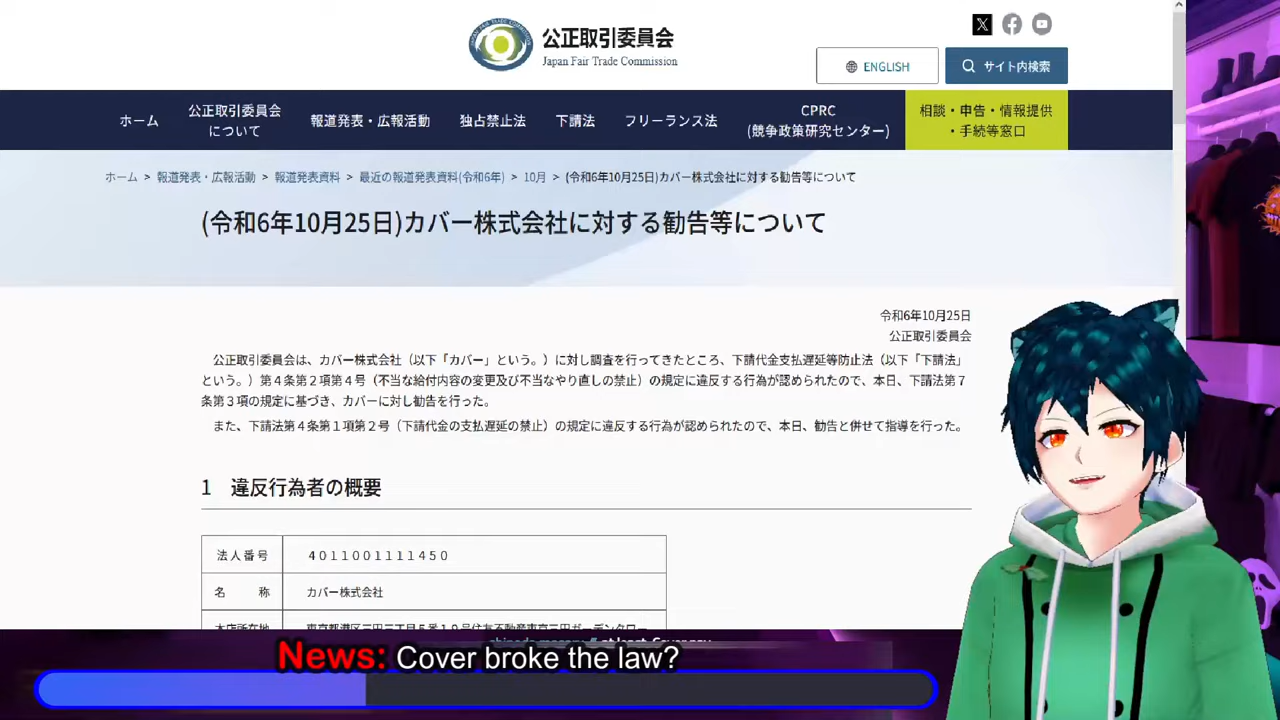 公正取引委員会
Japan Fair Trade Commission
ENGLISH
サイト内検索
ホーム
公正取引委員会
について
報道発表・広報活動
独占禁止法
下請法
フリーランス法
CPRC
(競争政策研究センター)
相談・申告・情報提供
・手続等窓口
ホーム > 報道発表・広報活動 > 報道発表資料 > 最近の報道発表資料(令和6年) > 10月 > (令和6年10月25日)カバー株式会社に対する勧告等について
(令和6年10月25日)カバー株式会社に対する勧告等について
令和6年10月25日
公正取引委員会
公正取引委員会は、カバー株式会社（以下「カバー」という。）に対し調査を行ってきたところ、下請代金支払遅延等防止法（以下「下請法」
という。）第４条第２項第４号（不当な給付内容の変更及び不当なやり直しの禁止）の規定に違反する行為が認められたので、本日、下請法第７
条第３項の規定に基づき、カバーに対し勧告を行った。
また、下請法第４条第１項第２号（下請代金の支払遅延の禁止）の規定に違反する行為が認められたので、本日、勧告と併せて指導を行った。
1 違反行為者の概要
法人番号 ４０１１００１１１１４５０
名称 カバー株式会社
News: Cover broke the law?